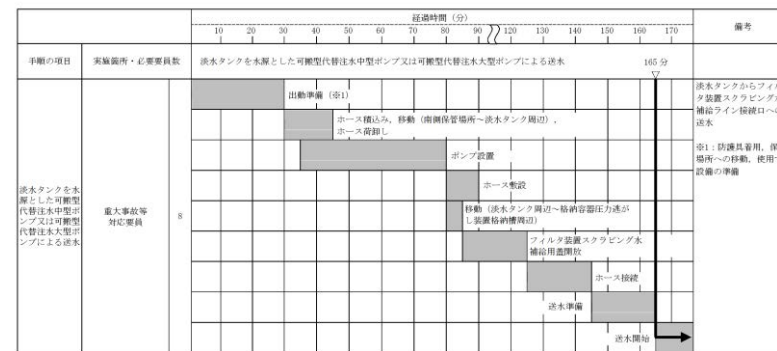 経過時間（分）
備考
10 20 30 40 50 60 70 80 90 120 130 140 150 160 170
手順の項目
実施箇所・必要要員数
淡水タンクを水源とした可搬型代替注水中型ポンプ又は可搬型代替注水大型ポンプによる送水
165 分
出動準備（※1）
ホース積込み，移動（南側保管場所～淡水タンク周辺），
ホース荷卸し
ポンプ設置
ホース敷設
移動（淡水タンク周辺～格納容器圧力逃が
し装置格納槽周辺）
フィルタ装置スクラビング水
補給用蓋開放
ホース接続
送水準備
送水開始
淡水タンクを水
源とした可搬型
代替注水中型ポ
ンプ又は可搬型
代替注水大型ポ
ンプによる送水
重大事故等
対応要員
8
淡水タンクからフィル
タ装置スクラビング
補給ライン接続口への
送水
※1：防護具着用，保
場所への移動，使用
設備の準備